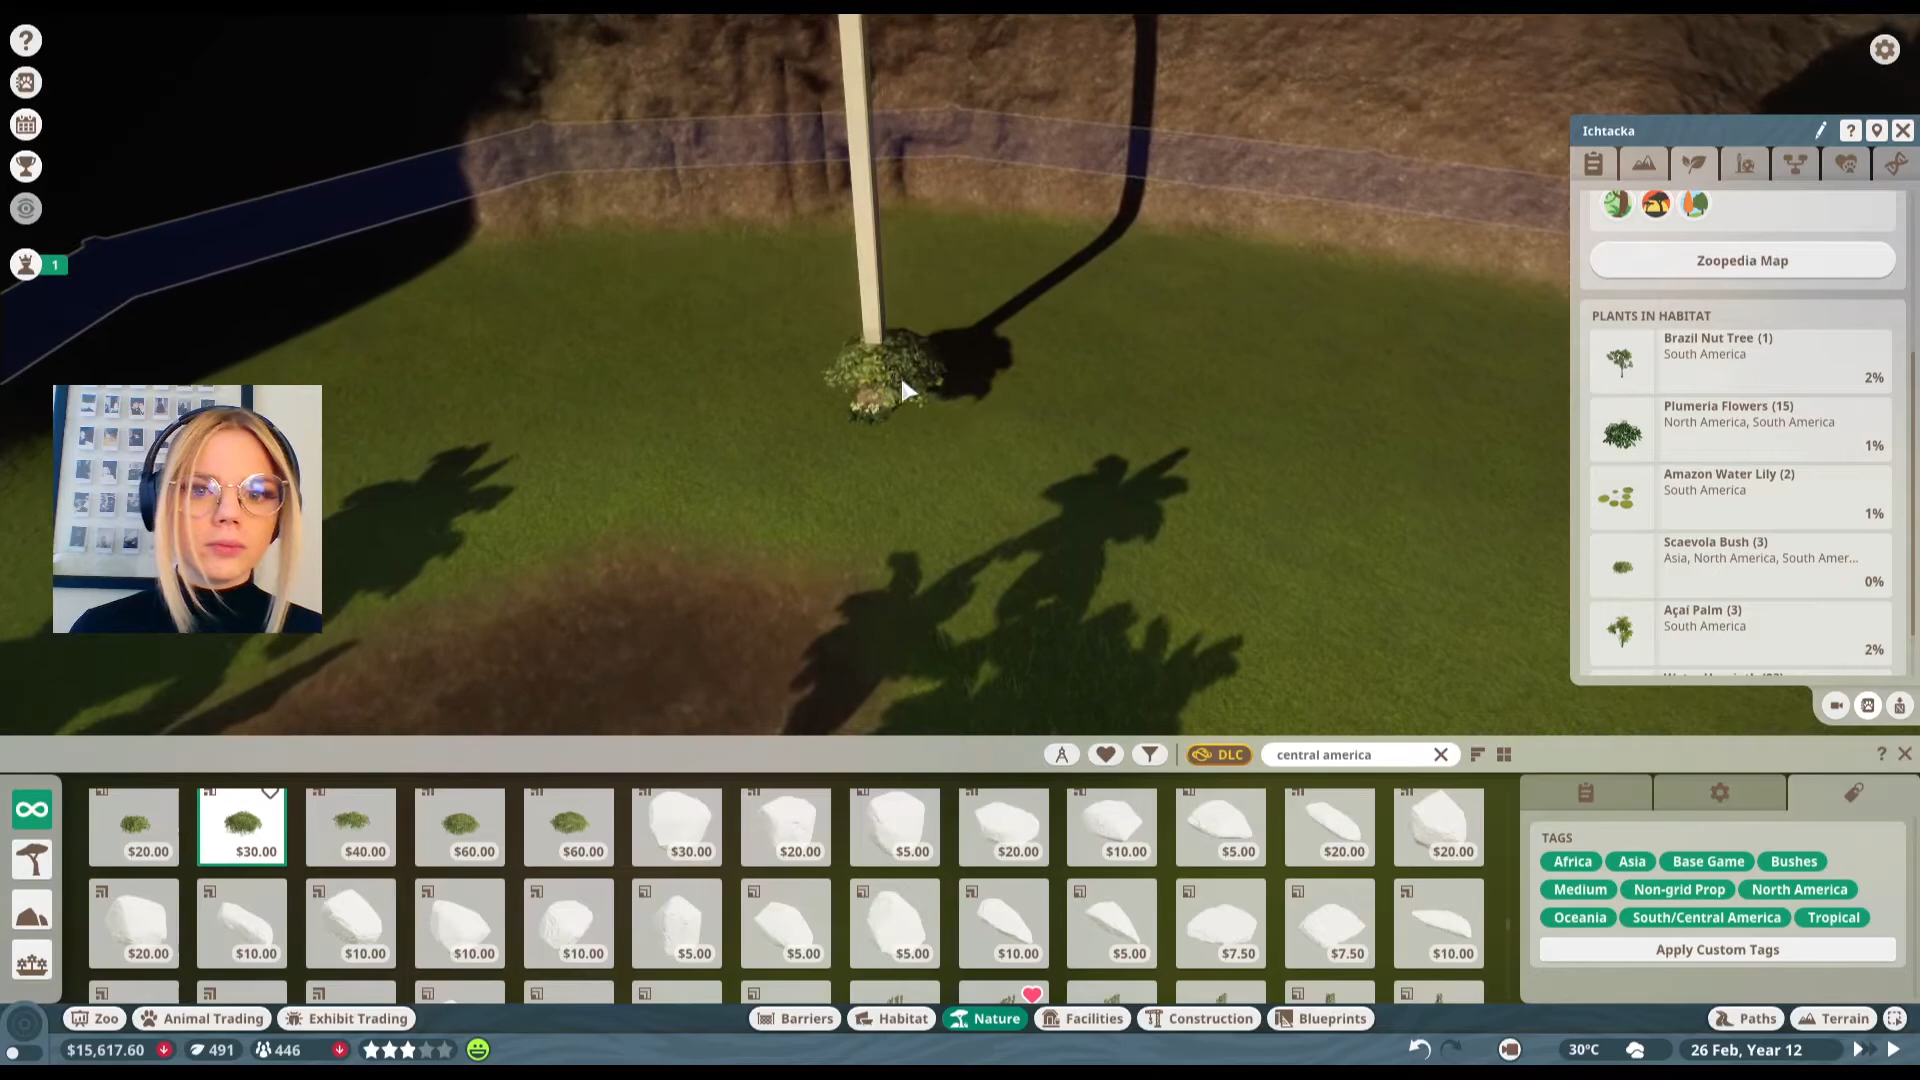 Ichtacka
?
1
Zoopedia Map
PLANTS IN HABITAT
Brazil Nut Tree (1)
South America
2%
Plumeria Flowers (15)
North America, South America
1%
Amazon Water Lily (2)
South America
1%
Scaevola Bush (3)
Asia, North America, South Amer...
0%
Açaí Palm (3)
South America
2%
DLC
central america
?
$20.00
$30.00
$40.00
$60.00
$60.00
$30.00
$20.00
$5.00
$20.00
$10.00
$5.00
$20.00
$20.00
$20.00
$10.00
$10.00
$10.00
$10.00
$5.00
$5.00
$5.00
$10.00
$5.00
$7.50
$7.50
$10.00
TAGS
Africa Asia Base Game Bushes
Medium Non-grid Prop North America
Oceania South/Central America Tropical
Apply Custom Tags
Zoo Animal Trading Exhibit Trading Barriers Habitat Nature Facilities Construction Blueprints Paths Terrain
$15,617.60 491 446 30°C 26 Feb, Year 12